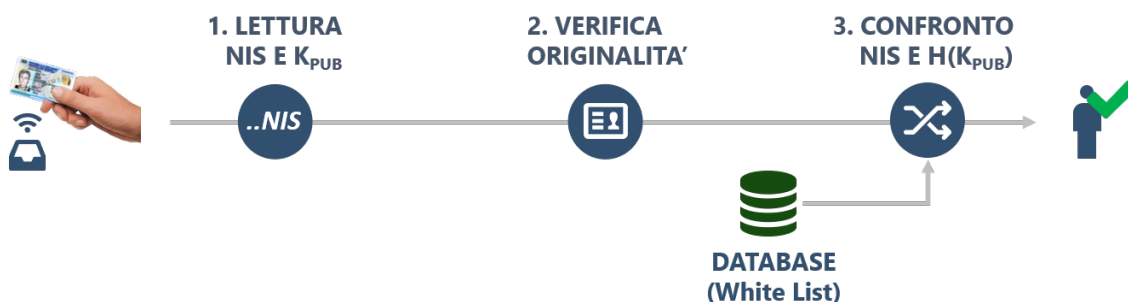 1. LETTURA
NIS E KPUB
2. VERIFICA
ORIGINALITA’
3. CONFRONTO
NIS E H(KPUB)
..NIS
DATABASE
(White List)